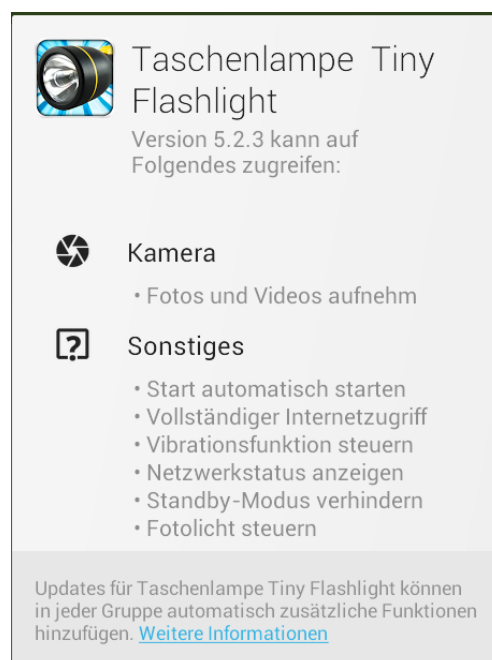 Taschenlampe Tiny
Flashlight
Version 5.2.3 kann auf
Folgendes zugreifen:
Kamera
• Fotos und Videos aufnehm
Sonstiges
• Start automatisch starten
• Vollständiger Internetzugriff
• Vibrationsfunktion steuern
• Netzwerkstatus anzeigen
• Standby-Modus verhindern
• Fotolicht steuern
Updates für Taschenlampe Tiny Flashlight können
in jeder Gruppe automatisch zusätzliche Funktionen
hinzufügen. Weitere Informationen